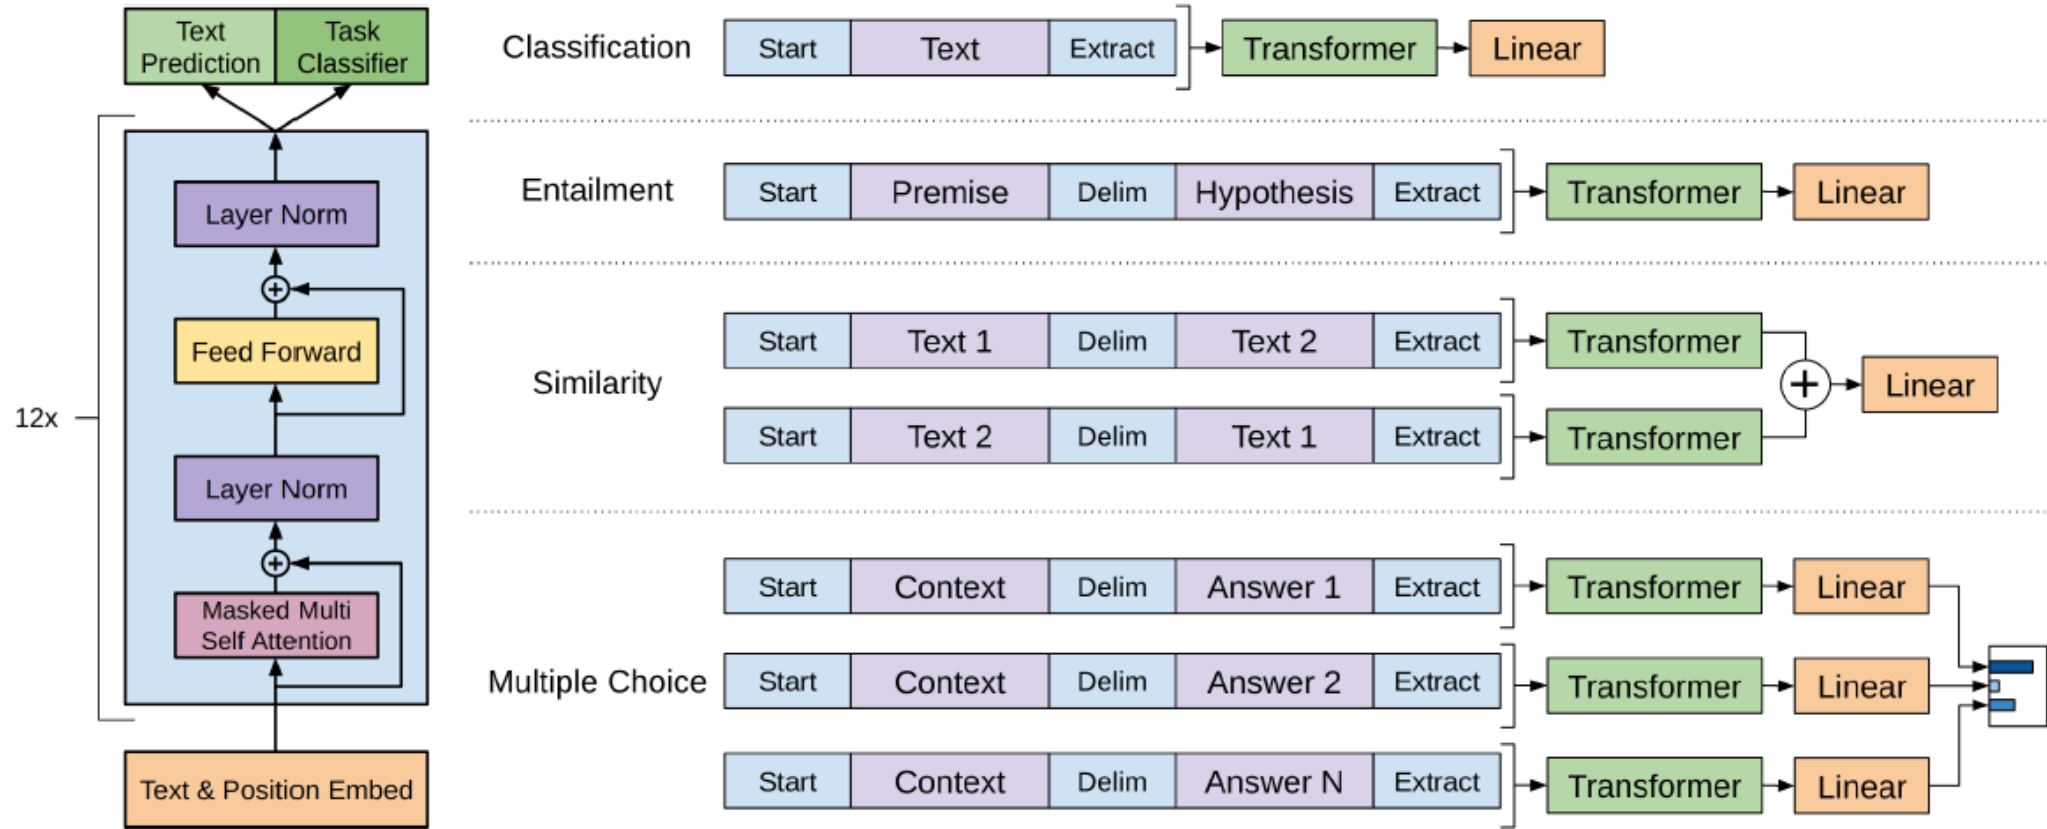 Text
Prediction
Task
Classifier
Layer Norm
Feed Forward
12x
Layer Norm
Masked Multi
Self Attention
Text & Position Embed
Classification
Start
Text
Extract
Transformer
Linear
Entailment
Start
Premise
Delim
Hypothesis
Extract
Transformer
Linear
Similarity
Start
Text 1
Delim
Text 2
Extract
Transformer
Start
Text 2
Delim
Text 1
Extract
Transformer
Linear
Multiple Choice
Start
Context
Delim
Answer 1
Extract
Transformer
Linear
Start
Context
Delim
Answer 2
Extract
Transformer
Linear
Start
Context
Delim
Answer N
Extract
Transformer
Linear